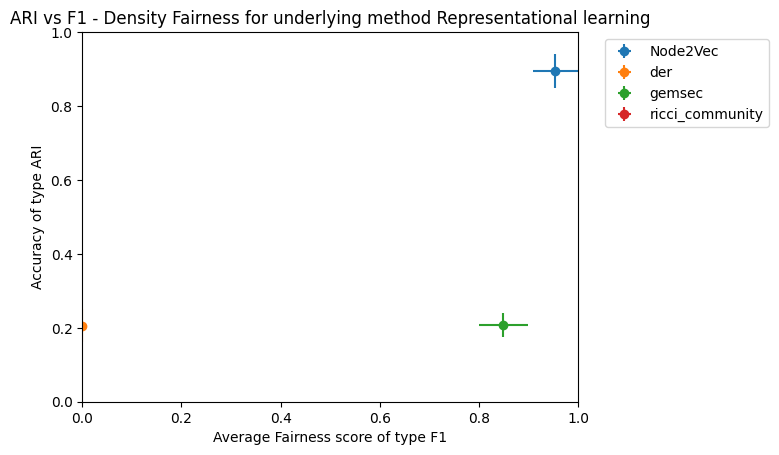 ARI vs F1 - Density Fairness for underlying method Representational learning
1.0
0.8
0.6
0.4
0.2
0.0
Accuracy of type ARI
0.0 0.2 0.4 0.6 0.8 1.0
Average Fairness score of type F1
Node2Vec
der
gemsec
ricci_community